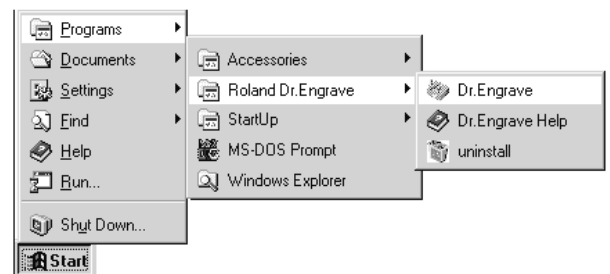 Programs
Documents
Settings
Find
Help
Run...
Shut Down...
Start
Accessories
Roland Dr.Engrave
StartUp
MS-DOS Prompt
Windows Explorer
Dr.Engrave
Dr.Engrave Help
uninstall